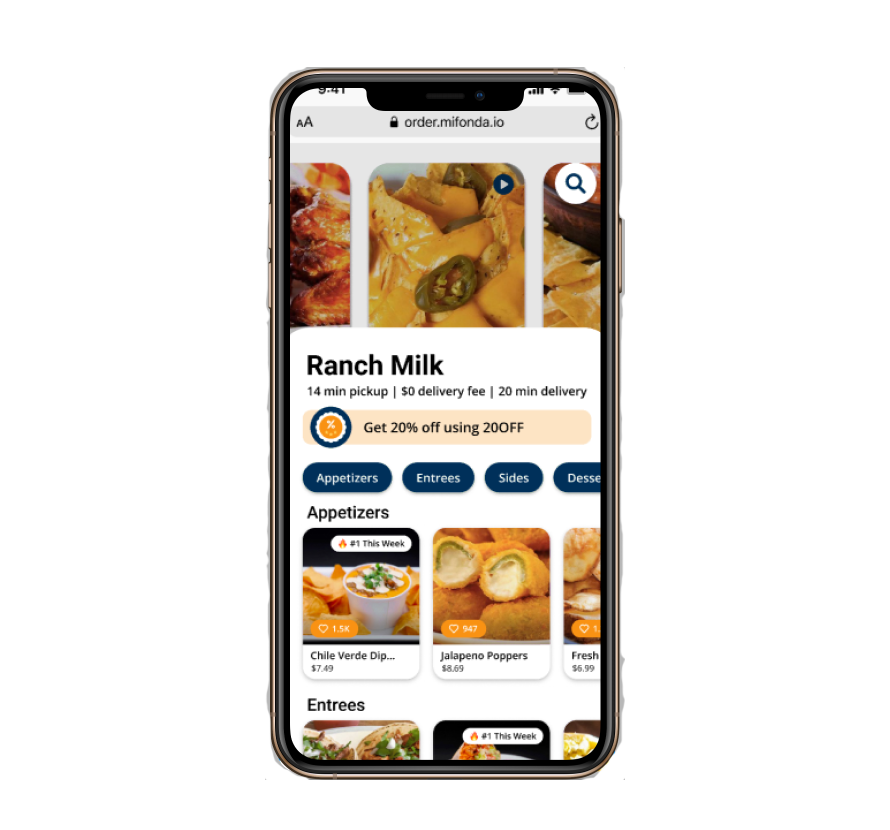 9:41
AA order.mifonda.io
Ranch Milk
14 min pickup | $0 delivery fee | 20 min delivery
%
Get 20% off using 20OFF
Appetizers Entrees Sides Desse
Appetizers
#1 This Week
1.5K 947 1.
Chile Verde Dip... Jalapeno Poppers Fresh
$7.49 $8.69 $6.99
Entrees
#1 This Week